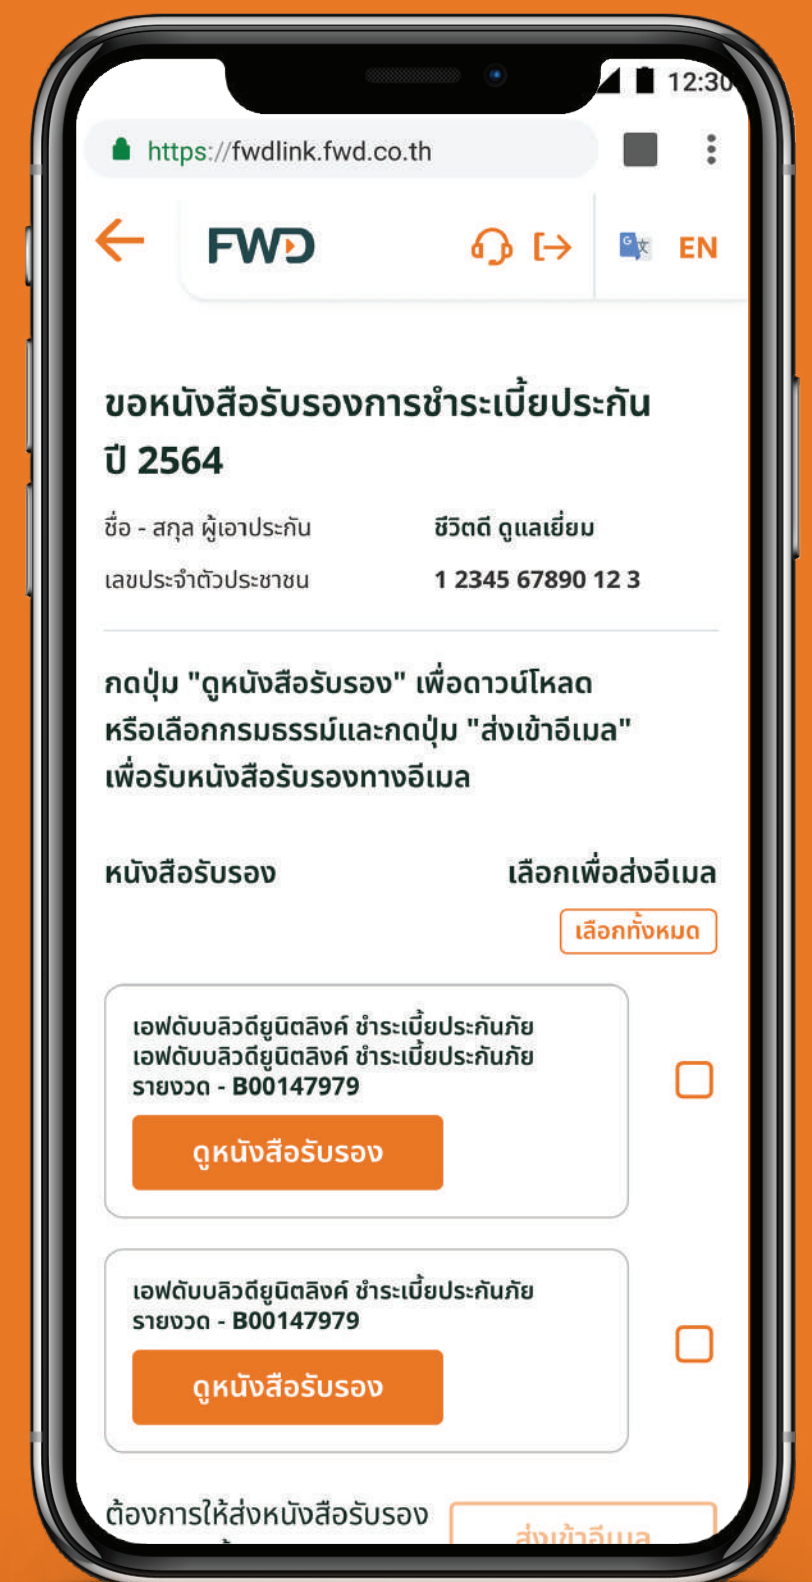 12:30
https://fwdlink.fwd.co.th
FWD
EN
ขอหนังสือรับรองการชำระเบี้ยประกัน
ปี 2564
ชื่อ - สกุล ผู้เอาประกัน ชีวิตดี ดูแลเยี่ยม
เลขประจำตัวประชาชน 1 2345 67890 12 3
กดปุ่ม "ดูหนังสือรับรอง" เพื่อดาวน์โหลด
หรือเลือกกรมธรรม์และกดปุ่ม "ส่งเข้าอีเมล"
เพื่อรับหนังสือรับรองทางอีเมล
หนังสือรับรอง เลือกเพื่อส่งอีเมล
เลือกทั้งหมด
เอฟดับบลิวดียูนิตลิงค์ ชำระเบี้ยประกันภัย
เอฟดับบลิวดียูนิตลิงค์ ชำระเบี้ยประกันภัย
รายงวด - B00147979
ดูหนังสือรับรอง
เอฟดับบลิวดียูนิตลิงค์ ชำระเบี้ยประกันภัย
รายงวด - B00147979
ดูหนังสือรับรอง
ต้องการให้ส่งหนังสือรับรอง
ส่งเข้าอีเมล